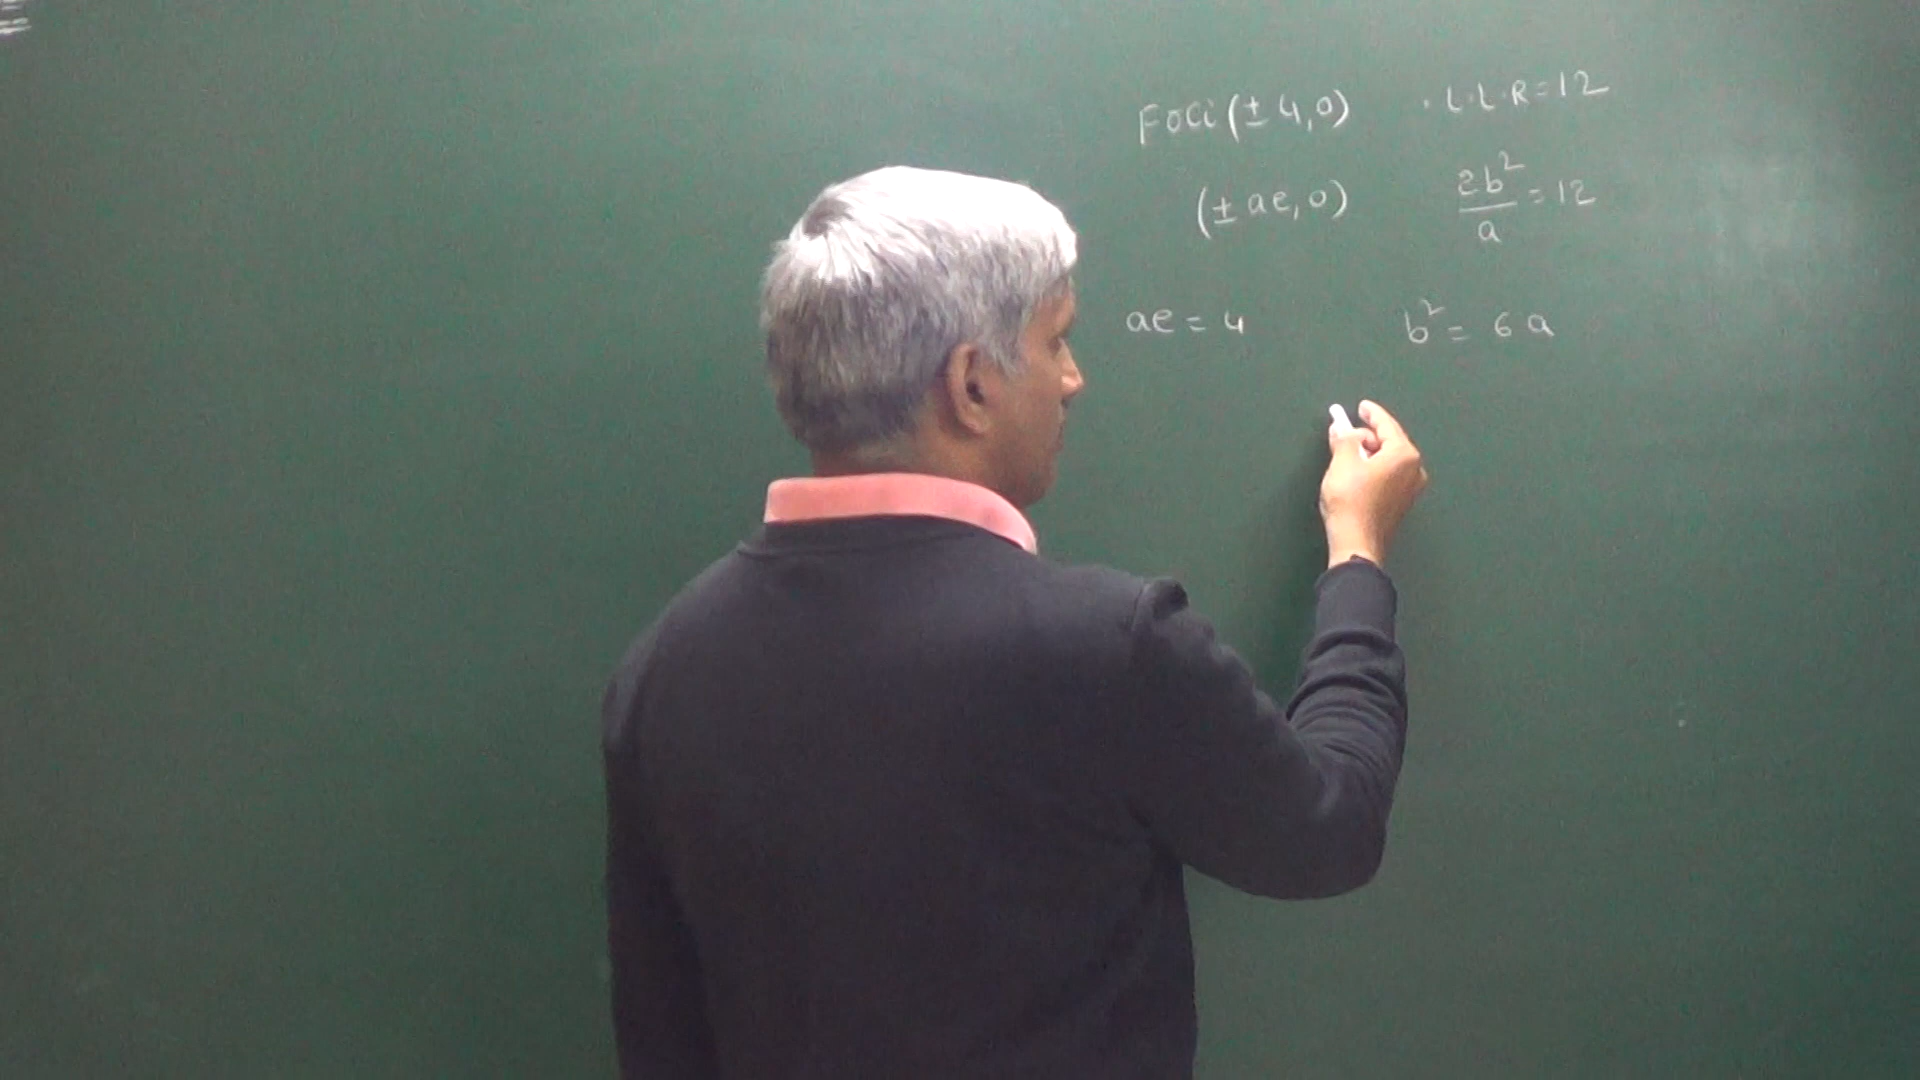 Foci (± 4, 0) · L·L·R = 12
(± ae, 0) 2b²/a = 12
ae = 4 b² = 6a